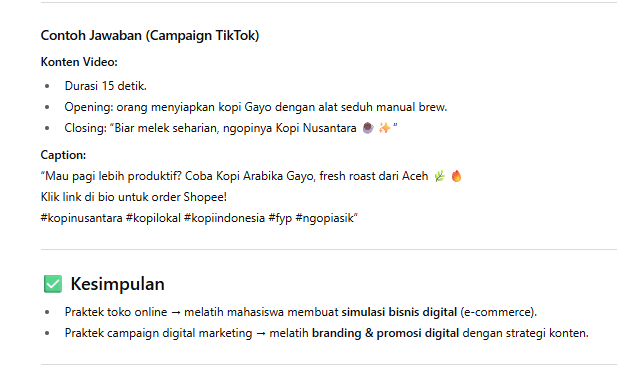 Contoh Jawaban (Campaign TikTok)
Konten Video:
• Durasi 15 detik.
• Opening: orang menyiapkan kopi Gayo dengan alat seduh manual brew.
• Closing: “Biar melek seharian, ngopinya Kopi Nusantara ☕✨”
Caption:
“Mau pagi lebih produktif? Coba Kopi Arabika Gayo, fresh roast dari Aceh 🌿🔥
Klik link di bio untuk order Shopee!
#kopinusantara #kopilokal #kopiindonesia #fyp #ngopiasik”
✅ Kesimpulan
• Praktek toko online → melatih mahasiswa membuat simulasi bisnis digital (e-commerce).
• Praktek campaign digital marketing → melatih branding & promosi digital dengan strategi konten.